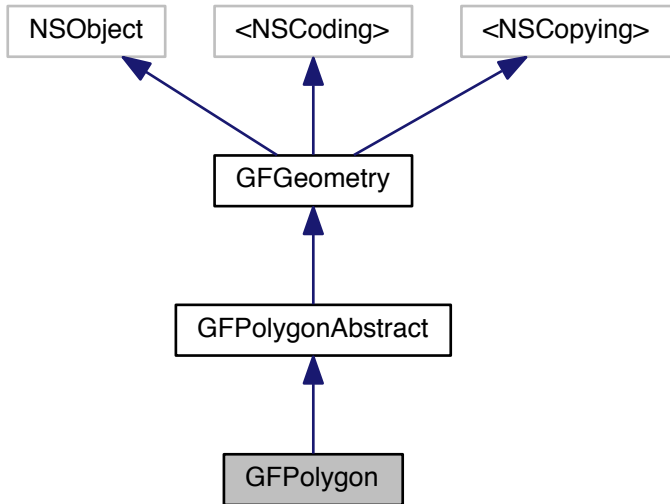 NSObject
<NSCoding>
<NSCopying>
GFGeometry
GFPolygonAbstract
GFPolygon